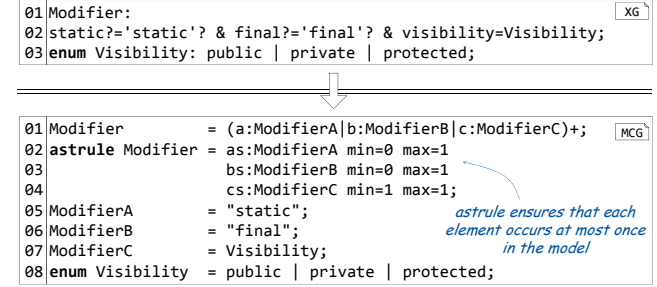 01 Modifier:
XG
02 static?='static'? & final?='final'? & visibility=Visibility;
03 enum Visibility: public | private | protected;
01 Modifier = (a:ModifierA|b:ModifierB|c:ModifierC)+;
MCG
02 astrule Modifier = as:ModifierA min=0 max=1
03 bs:ModifierB min=0 max=1
04 cs:ModifierC min=1 max=1;
05 ModifierA = "static";
06 ModifierB = "final";
07 ModifierC = Visibility;
astrule ensures that each
element occurs at most once
in the model
08 enum Visibility = public | private | protected;